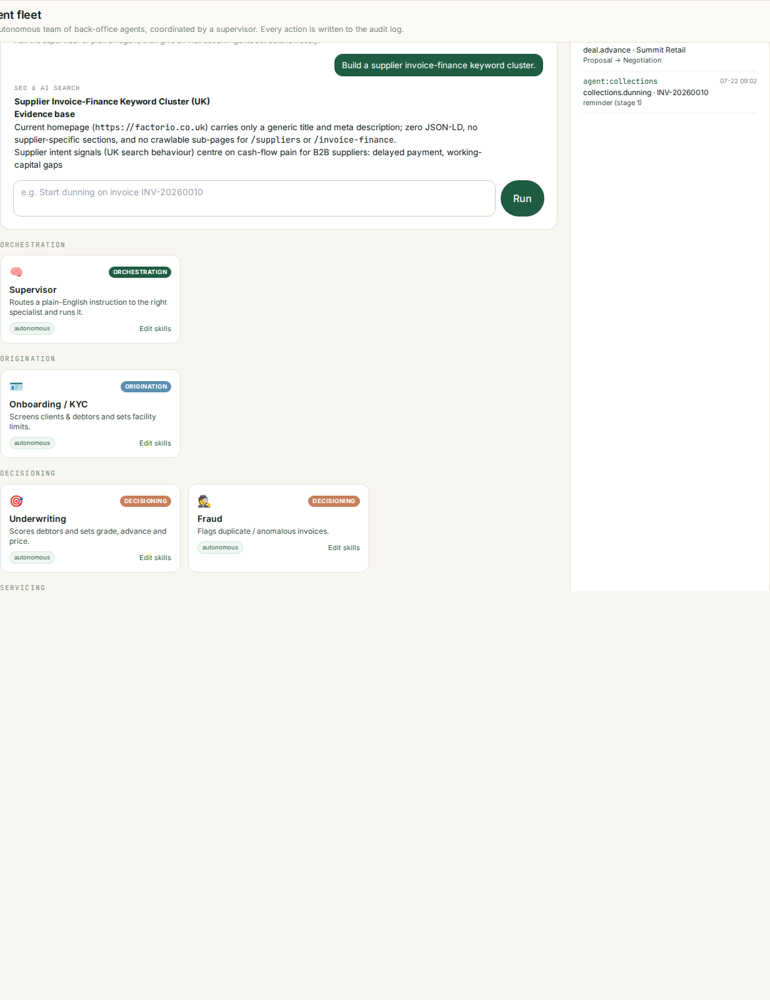 ent fleet
utonomous team of back-office agents, coordinated by a supervisor. Every action is written to the audit log.
Build a supplier invoice-finance keyword cluster.
SEO & AI SEARCH
Supplier Invoice-Finance Keyword Cluster (UK)
Evidence base
Current homepage (https://factorio.co.uk) carries only a generic title and meta description; zero JSON-LD, no
supplier-specific sections, and no crawlable sub-pages for /suppliers or /invoice-finance.
Supplier intent signals (UK search behaviour) centre on cash-flow pain for B2B suppliers: delayed payment, working-
capital gaps
e.g. Start dunning on invoice INV-20260010
Run
deal.advance · Summit Retail
Proposal → Negotiation
agent:collections 07-22 09:02
collections.dunning · INV-20260010
reminder (stage 1)
ORCHESTRATION
ORCHESTRATION
Supervisor
Routes a plain-English instruction to the right
specialist and runs it.
autonomous Edit skills
ORIGINATION
ORIGINATION
Onboarding / KYC
Screens clients & debtors and sets facility
limits.
autonomous Edit skills
DECISIONING
DECISIONING
Underwriting
Scores debtors and sets grade, advance and
price.
autonomous Edit skills
DECISIONING
Fraud
Flags duplicate / anomalous invoices.
autonomous Edit skills
SERVICING